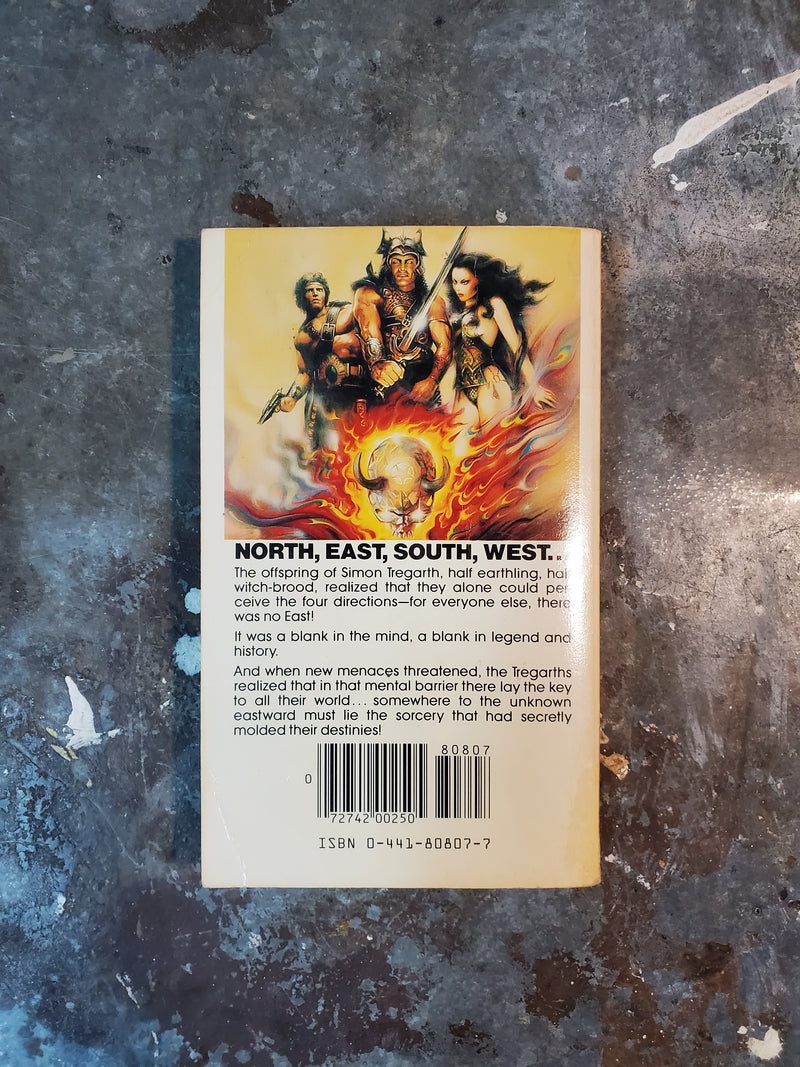 NORTH, EAST, SOUTH, WEST...
The offspring of Simon Tregarth, half earthling, half
witch-brood, realized that they alone could per-
ceive the four directions—for everyone else, there
was no East!
It was a blank in the mind, a blank in legend and
history.
And when new menaces threatened, the Tregarths
realized that in that mental barrier there lay the key
to all their world... somewhere to the unknown
eastward must lie the sorcery that had secretly
molded their destinies!
80807
0
72742 00250
ISBN 0-441-80807-7